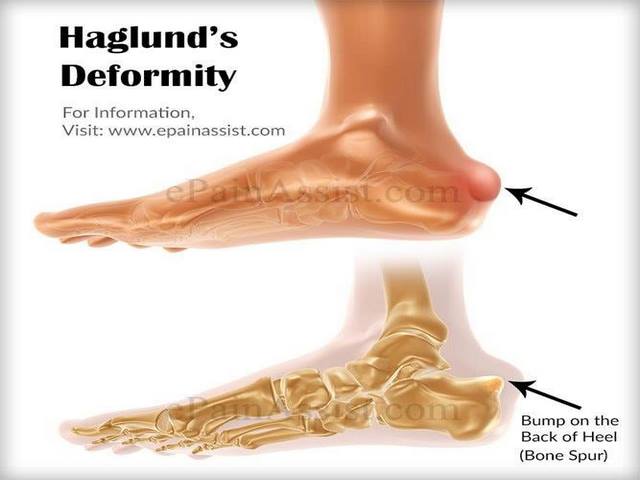 Haglund's
Deformity
For Information,
Visit: www.epainassist.com
ePainAssist.com
ePainAssist.com
Bump on the
Back of Heel
(Bone Spur)